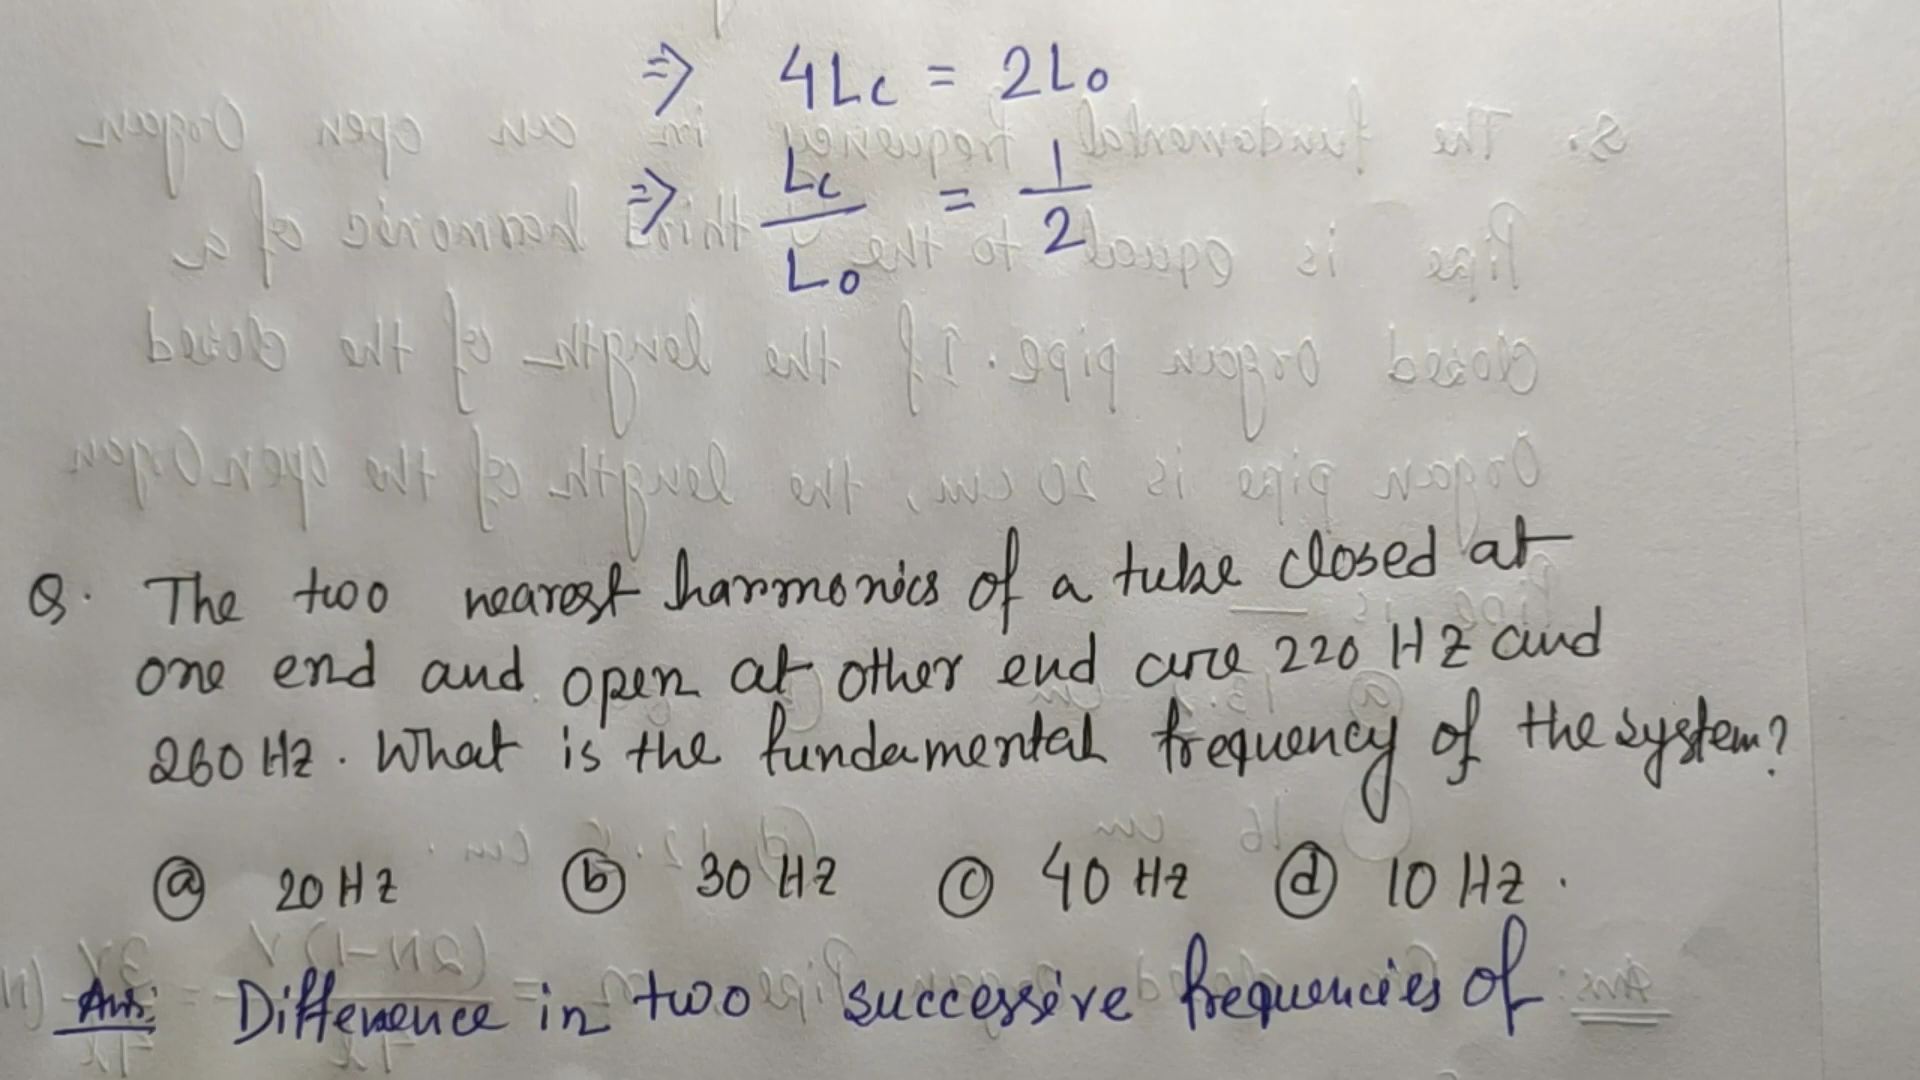 ⇒ 4Lc = 2Lo
⇒ Lc/Lo = 1/2
Q. The two nearest harmonics of a tube closed at
one end and open at other end are 220 HZ and
260 Hz. What is the fundamental frequency of the system?
ⓐ 20 Hz ⓑ 30 Hz ⓒ 40 Hz ⓓ 10 Hz.
Ans: Difference in two successive frequencies of